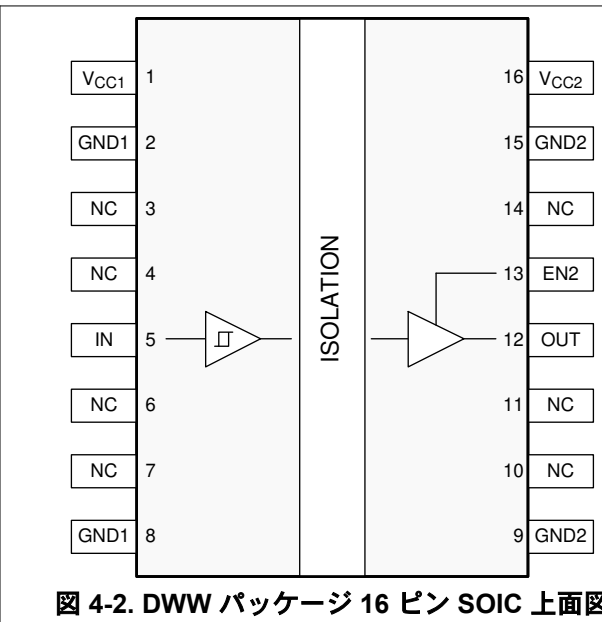 VCC1 1 16 VCC2
GND1 2 15 GND2
NC 3 14 NC
NC 4 13 EN2
IN 5 12 OUT
NC 6 11 NC
NC 7 10 NC
GND1 8 9 GND2
ISOLATION
図 4-2. DWW パッケージ 16 ピン SOIC 上面図